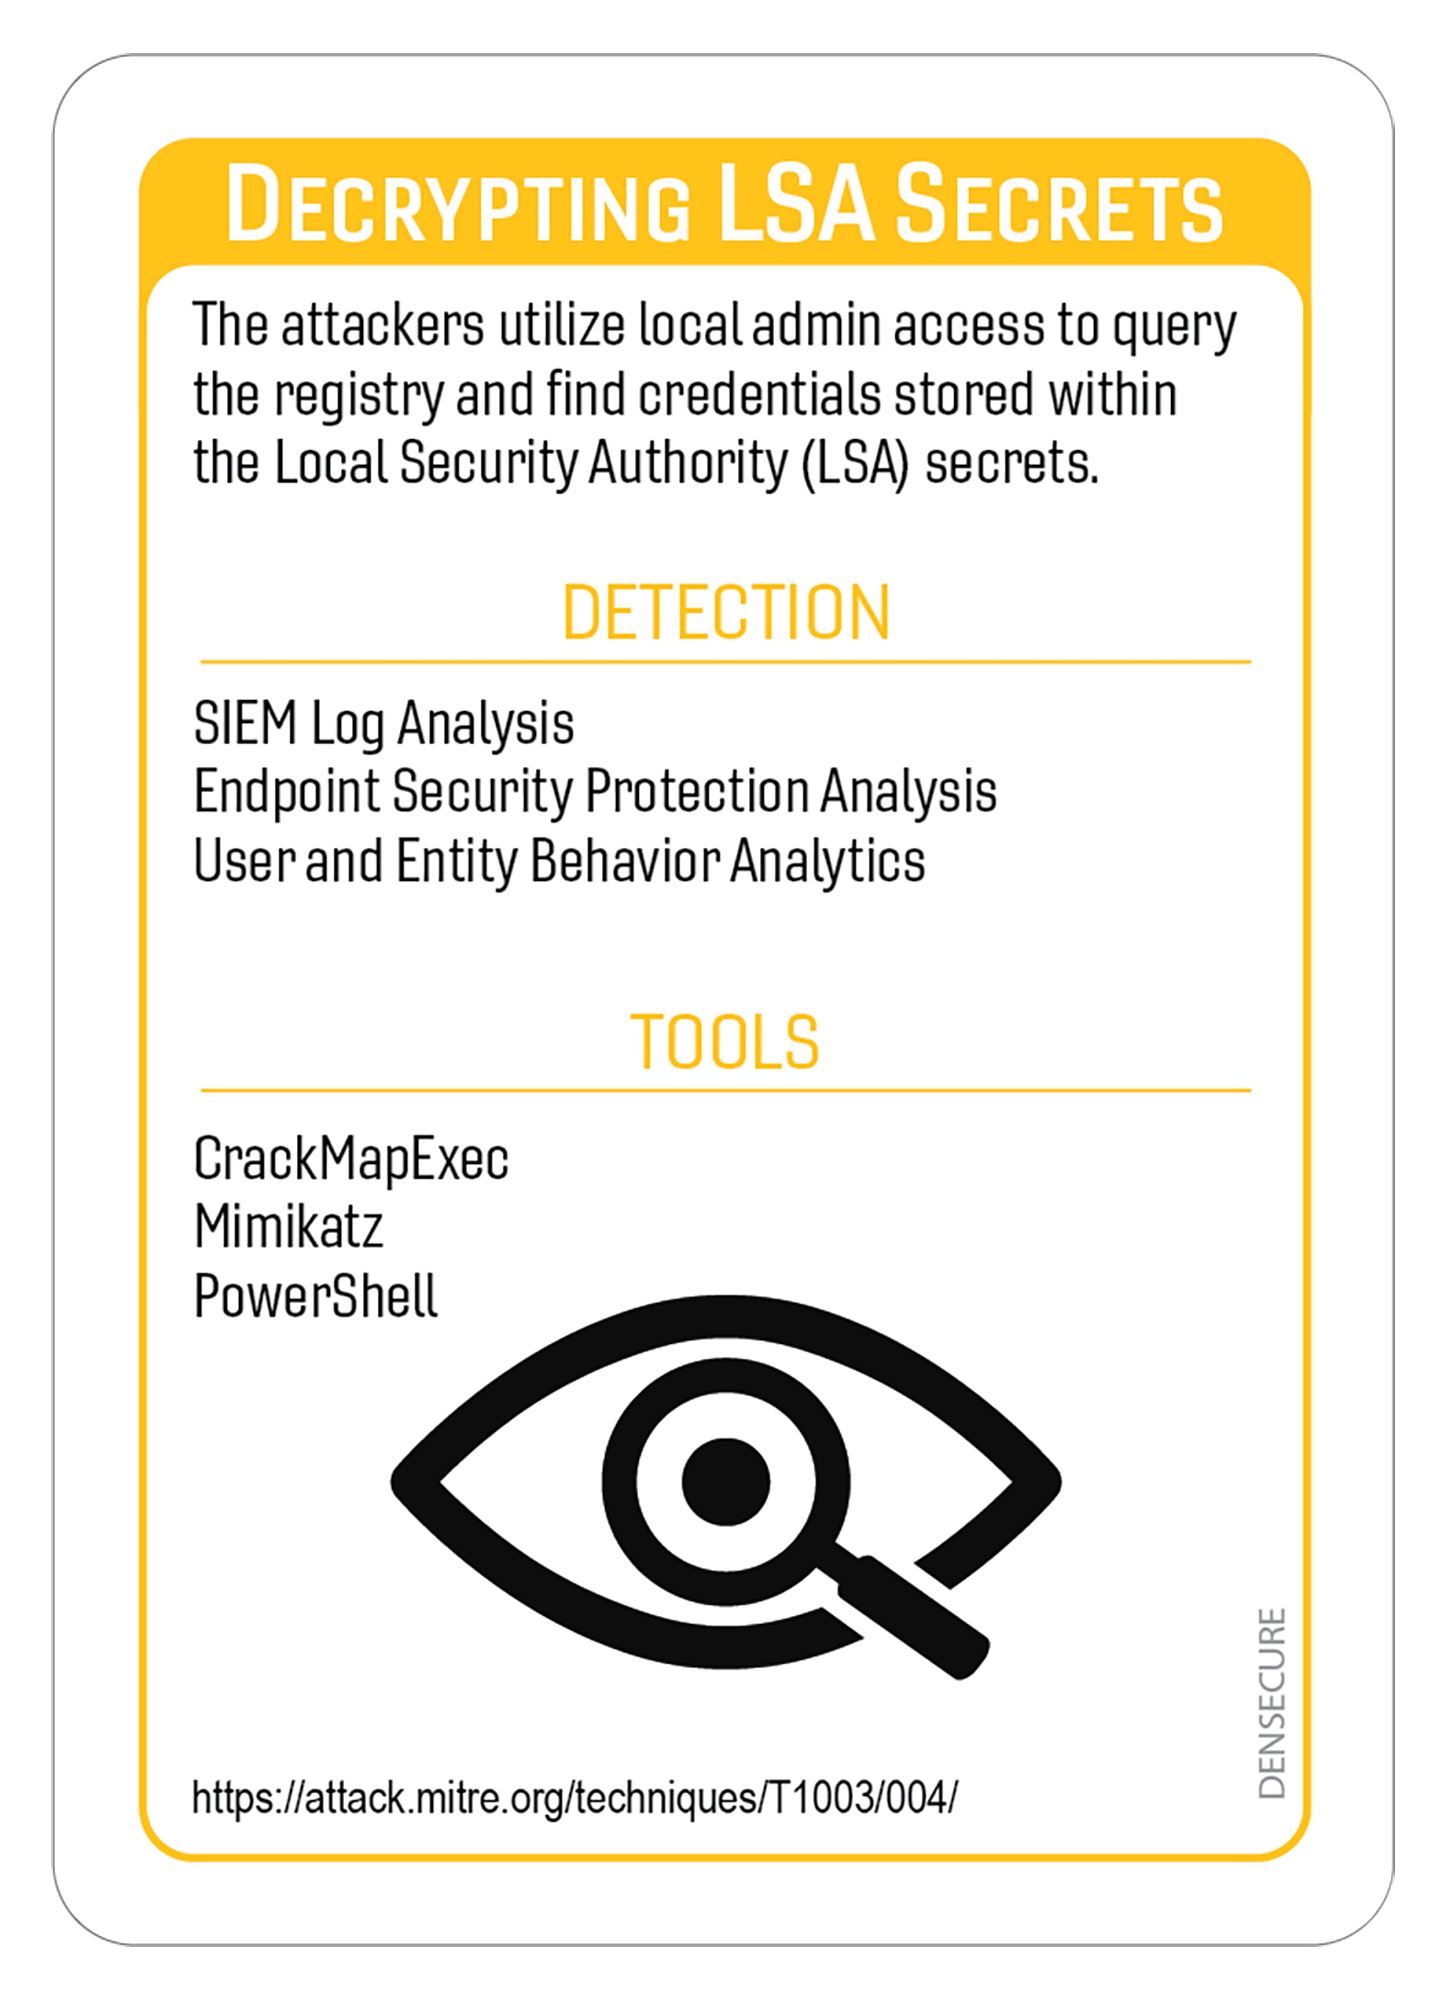 DECRYPTING LSA SECRETS
The attackers utilize local admin access to query
the registry and find credentials stored within
the Local Security Authority (LSA) secrets.
DETECTION
SIEM Log Analysis
Endpoint Security Protection Analysis
User and Entity Behavior Analytics
TOOLS
CrackMapExec
Mimikatz
PowerShell
DENSECURE
https://attack.mitre.org/techniques/T1003/004/